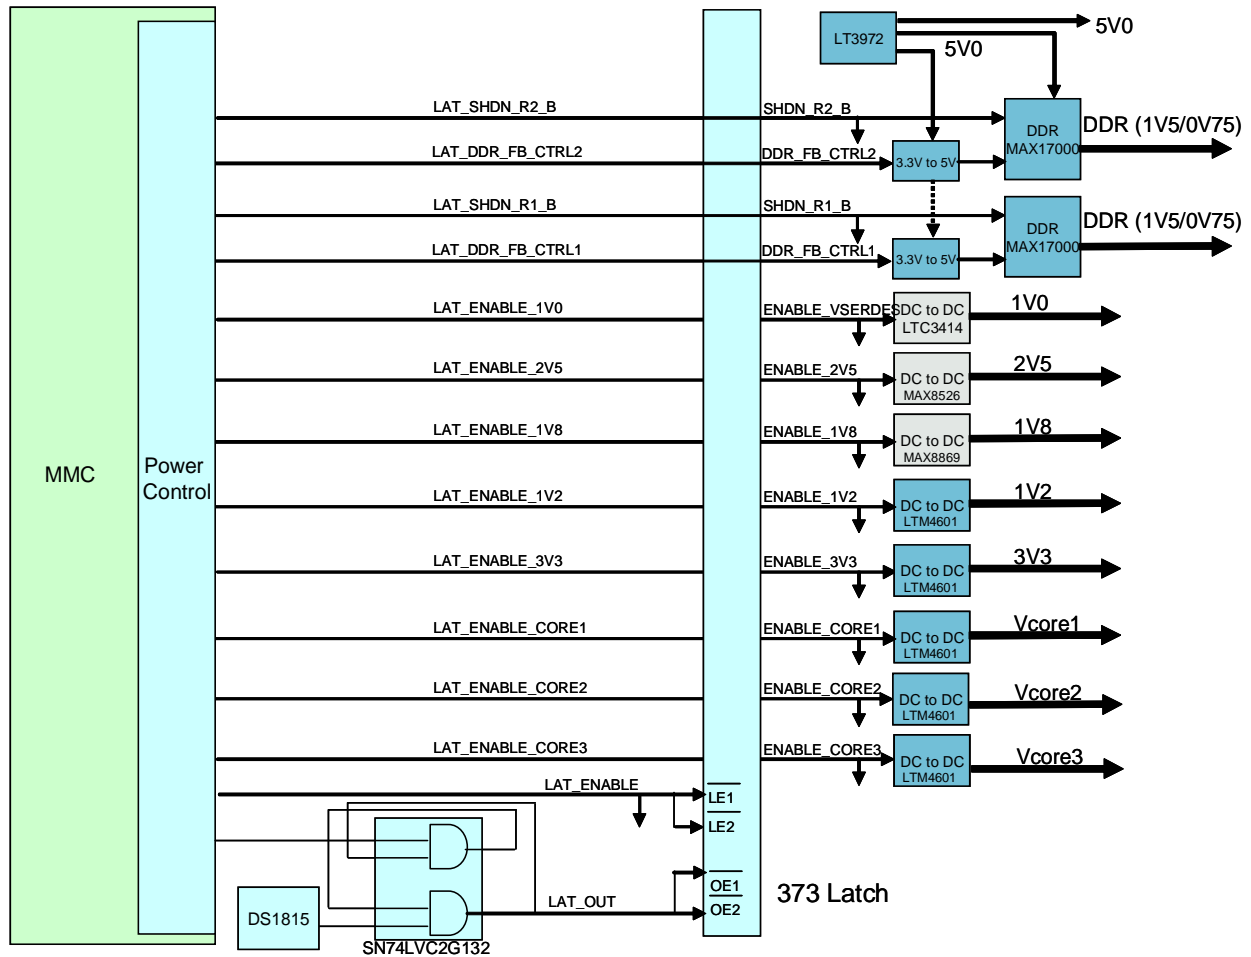 LT3972
5V0
5V0
LAT_SHDN_R2_B
SHDN_R2_B
DDR
MAX17000
DDR (1V5/0V75)
LAT_DDR_FB_CTRL2
DDR_FB_CTRL2
3.3V to 5V
LAT_SHDN_R1_B
SHDN_R1_B
DDR
MAX17000
DDR (1V5/0V75)
LAT_DDR_FB_CTRL1
DDR_FB_CTRL1
3.3V to 5V
LAT_ENABLE_1V0
ENABLE_VSERDES
DC to DC
LTC3414
1V0
LAT_ENABLE_2V5
ENABLE_2V5
DC to DC
MAX8526
2V5
LAT_ENABLE_1V8
ENABLE_1V8
DC to DC
MAX8869
1V8
MMC
Power
Control
LAT_ENABLE_1V2
ENABLE_1V2
DC to DC
LTM4601
1V2
LAT_ENABLE_3V3
ENABLE_3V3
DC to DC
LTM4601
3V3
LAT_ENABLE_CORE1
ENABLE_CORE1
DC to DC
LTM4601
Vcore1
LAT_ENABLE_CORE2
ENABLE_CORE2
DC to DC
LTM4601
Vcore2
LAT_ENABLE_CORE3
ENABLE_CORE3
DC to DC
LTM4601
Vcore3
LAT_ENABLE
LE1
LE2
OE1
OE2
373 Latch
LAT_OUT
DS1815
SN74LVC2G132